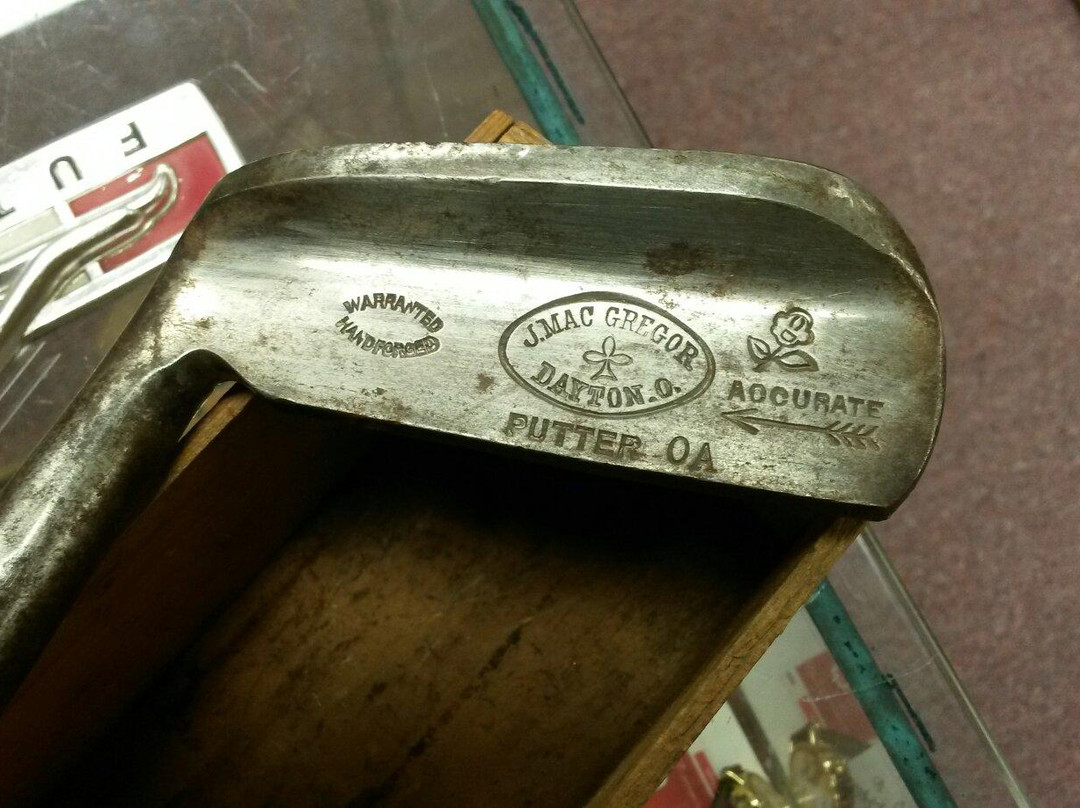 WARRANTED
HANDFORGED
J. MAC GREGOR
DAYTON. O.
PUTTER OA
ACCURATE
F
U